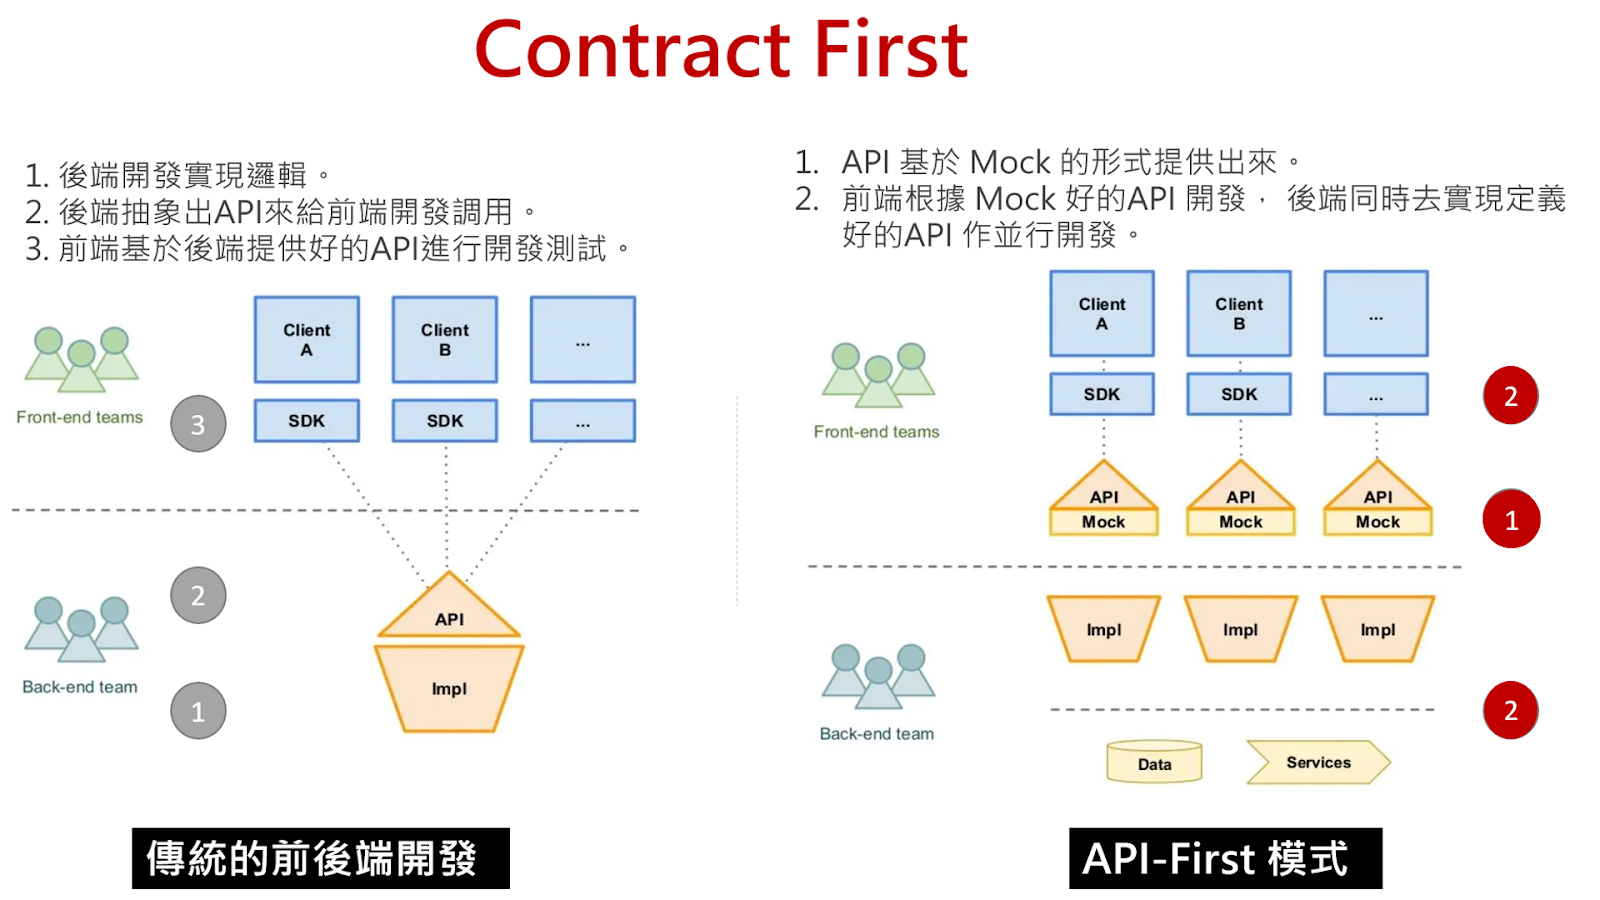 Contract First
1. 後端開發實現邏輯。
2. 後端抽象出API來給前端開發調用。
3. 前端基於後端提供好的API進行開發測試。
Client
A
Client
B
...
Front-end teams
3
SDK
SDK
...
2
API
Back-end team
1
Impl
傳統的前後端開發
1. API 基於 Mock 的形式提供出來。
2. 前端根據 Mock 好的API 開發， 後端同時去實現定義
好的API 作並行開發。
Client
A
Client
B
...
SDK
SDK
...
2
Front-end teams
API
API
API
Mock
Mock
Mock
1
Impl
Impl
Impl
Back-end team
2
Data
Services
API-First 模式